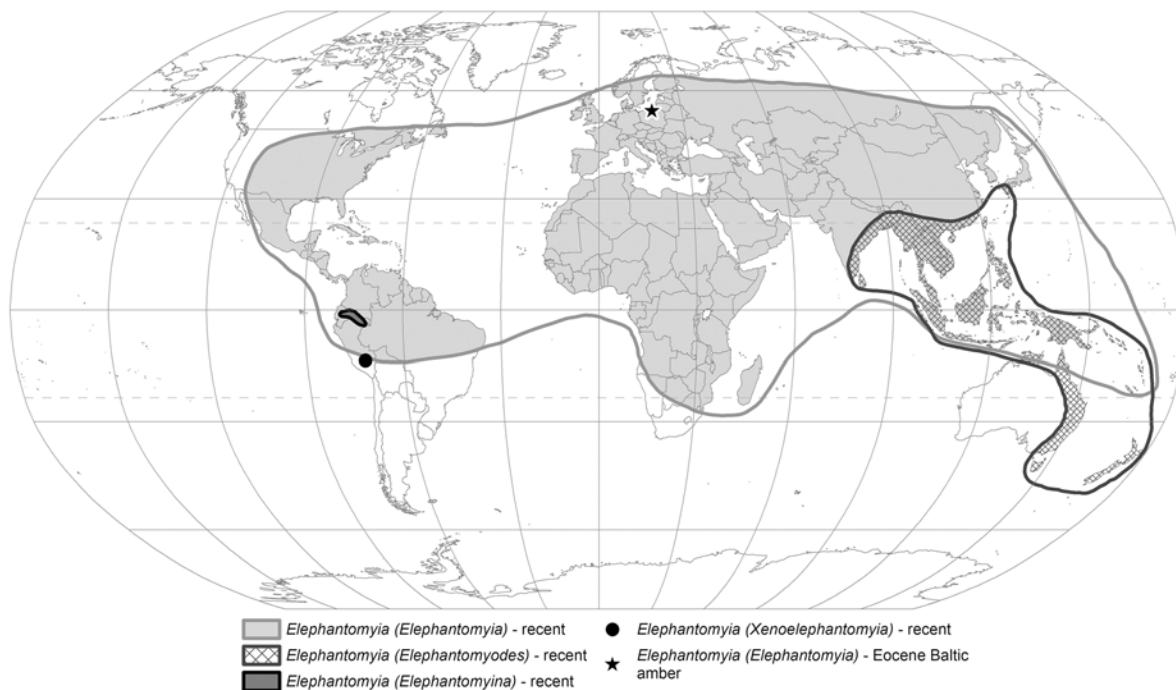 Elephantomyia (Elephantomyia) - recent
Elephantomyia (Elephantomyodes) - recent
Elephantomyia (Elephantomyina) - recent
Elephantomyia (Xenoelephantomyia) - recent
Elephantomyia (Elephantomyia) - Eocene Baltic
amber